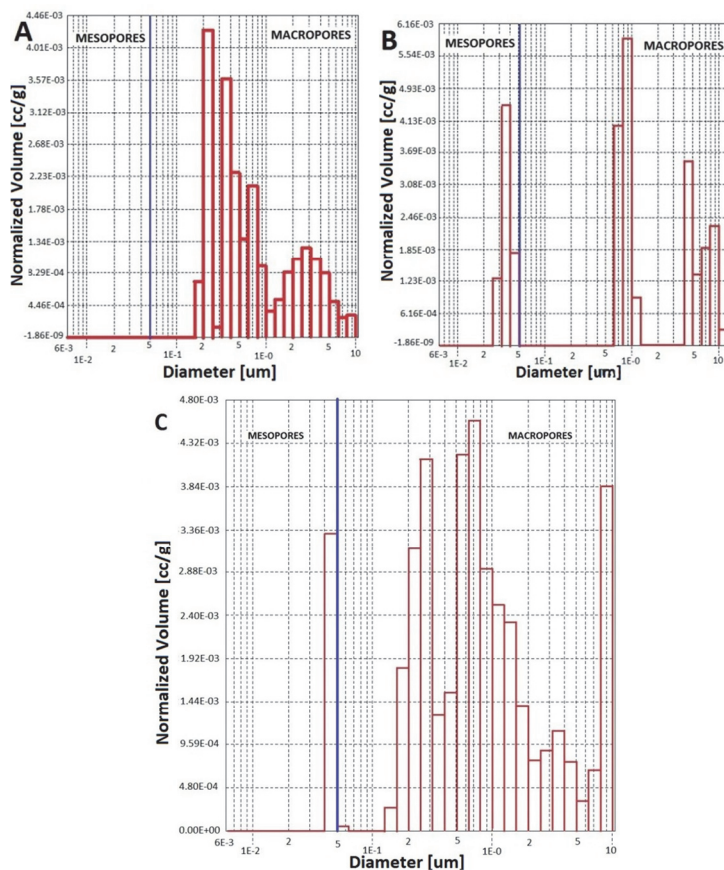 A
MESOPORES
MACROPORES
Normalized Volume [cc/g]
4.46E-03
4.01E-03
3.57E-03
3.12E-03
2.68E-03
2.23E-03
1.78E-03
1.34E-03
8.29E-04
4.46E-04
-1.86E-09
6E-3
1E-2
2
5
1E-1
2
5
1E-0
2
5
10
Diameter [um]
B
MESOPORES
MACROPORES
Normalized Volume [cc/g]
6.16E-03
5.54E-03
4.93E-03
4.13E-03
3.69E-03
3.08E-03
2.46E-03
1.85E-03
1.23E-03
6.16E-04
-1.86E-09
6E-3
1E-2
2
5
1E-1
2
5
1E-0
2
5
10
Diameter [um]
C
MESOPORES
MACROPORES
Normalized Volume [cc/g]
4.80E-03
4.32E-03
3.84E-03
3.36E-03
2.88E-03
2.40E-03
1.92E-03
1.44E-03
9.59E-04
4.80E-04
0.00E+00
6E-3
1E-2
2
5
1E-1
2
5
1E-0
2
5
10
Diameter [um]